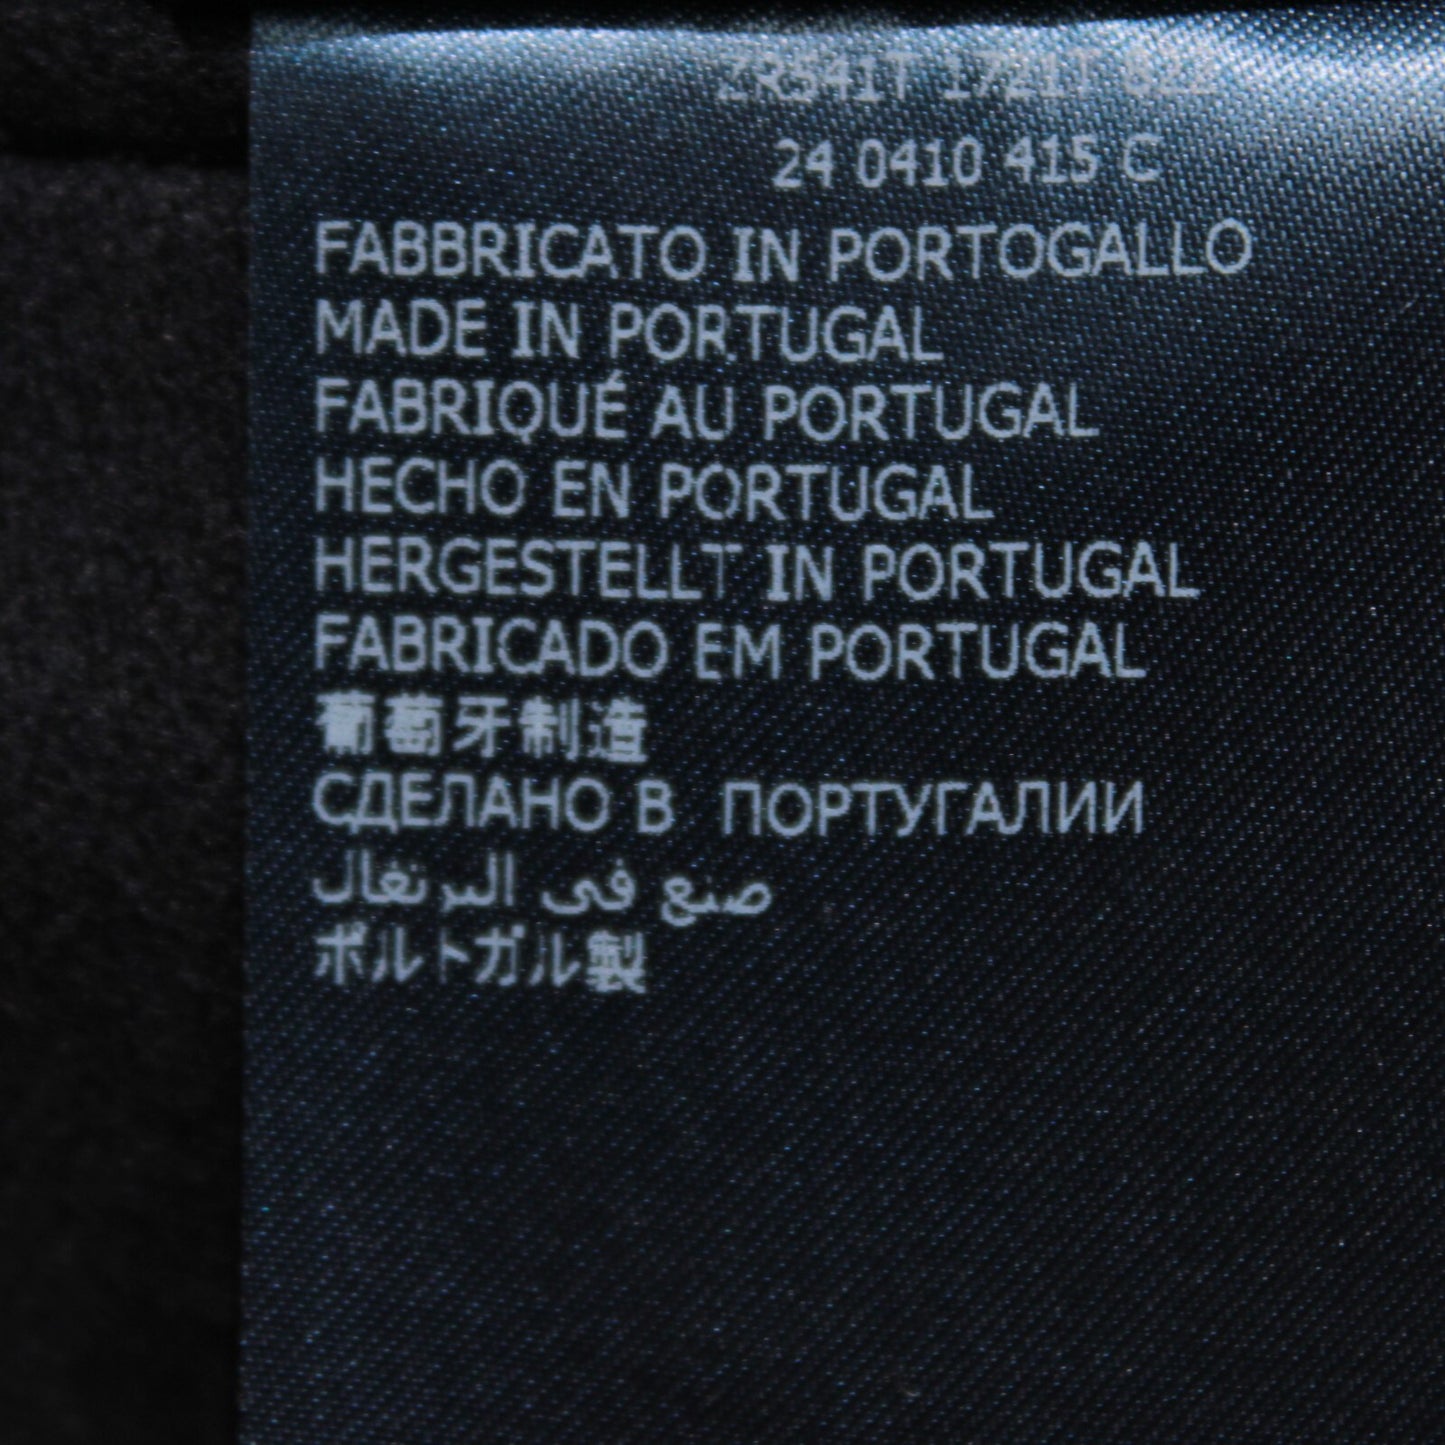 24 0410 415 C
FABBRICATO IN PORTOGALLO
MADE IN PORTUGAL
FABRIQUÉ AU PORTUGAL
HECHO EN PORTUGAL
HERGESTELLT IN PORTUGAL
FABRICADO EM PORTUGAL
葡萄牙制造
СДЕЛАНО В ПОРТУГАЛИИ
صنع في البرتغال
ポルトガル製